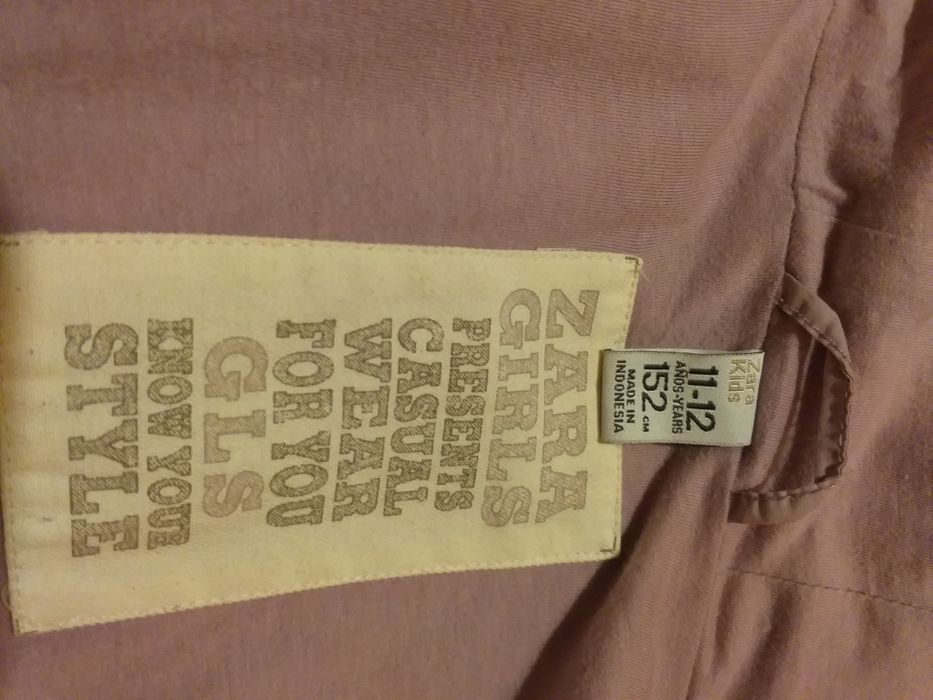 Zara
Kids
11-12
AÑOS-YEARS
152 CM
MADE IN
INDONESIA
ZARA
GIRLS
PRESENTS
CASUAL
WEAR
FOR YOU
GLS
KNOW YOUR
STYLE